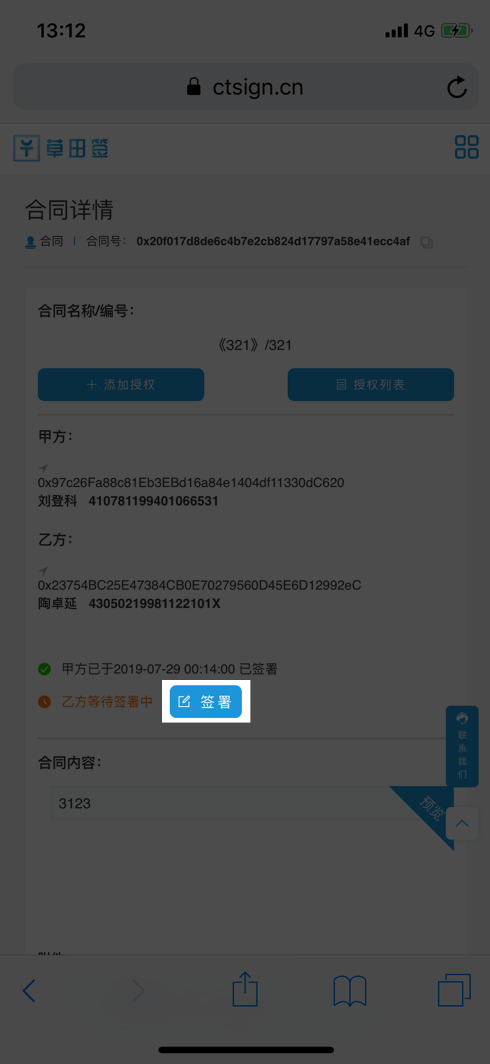 13:12
4G
ctsign.cn
草田签
合同详情
合同 | 合同号: 0x20f017d8de6c4b7e2cb824d17797a58e41ecc4af
合同名称/编号:
《321》/321
添加授权
授权列表
甲方:
0x97c26Fa88c81Eb3EBd16a84e1404df11330dC620
刘登科 410781199401066531
乙方:
0x23754BC25E47384CB0E70279560D45E6D12992eC
陶卓延 43050219981122101X
甲方已于2019-07-29 00:14:00 已签署
乙方等待签署中
签署
联系我们
合同内容:
3123
预览